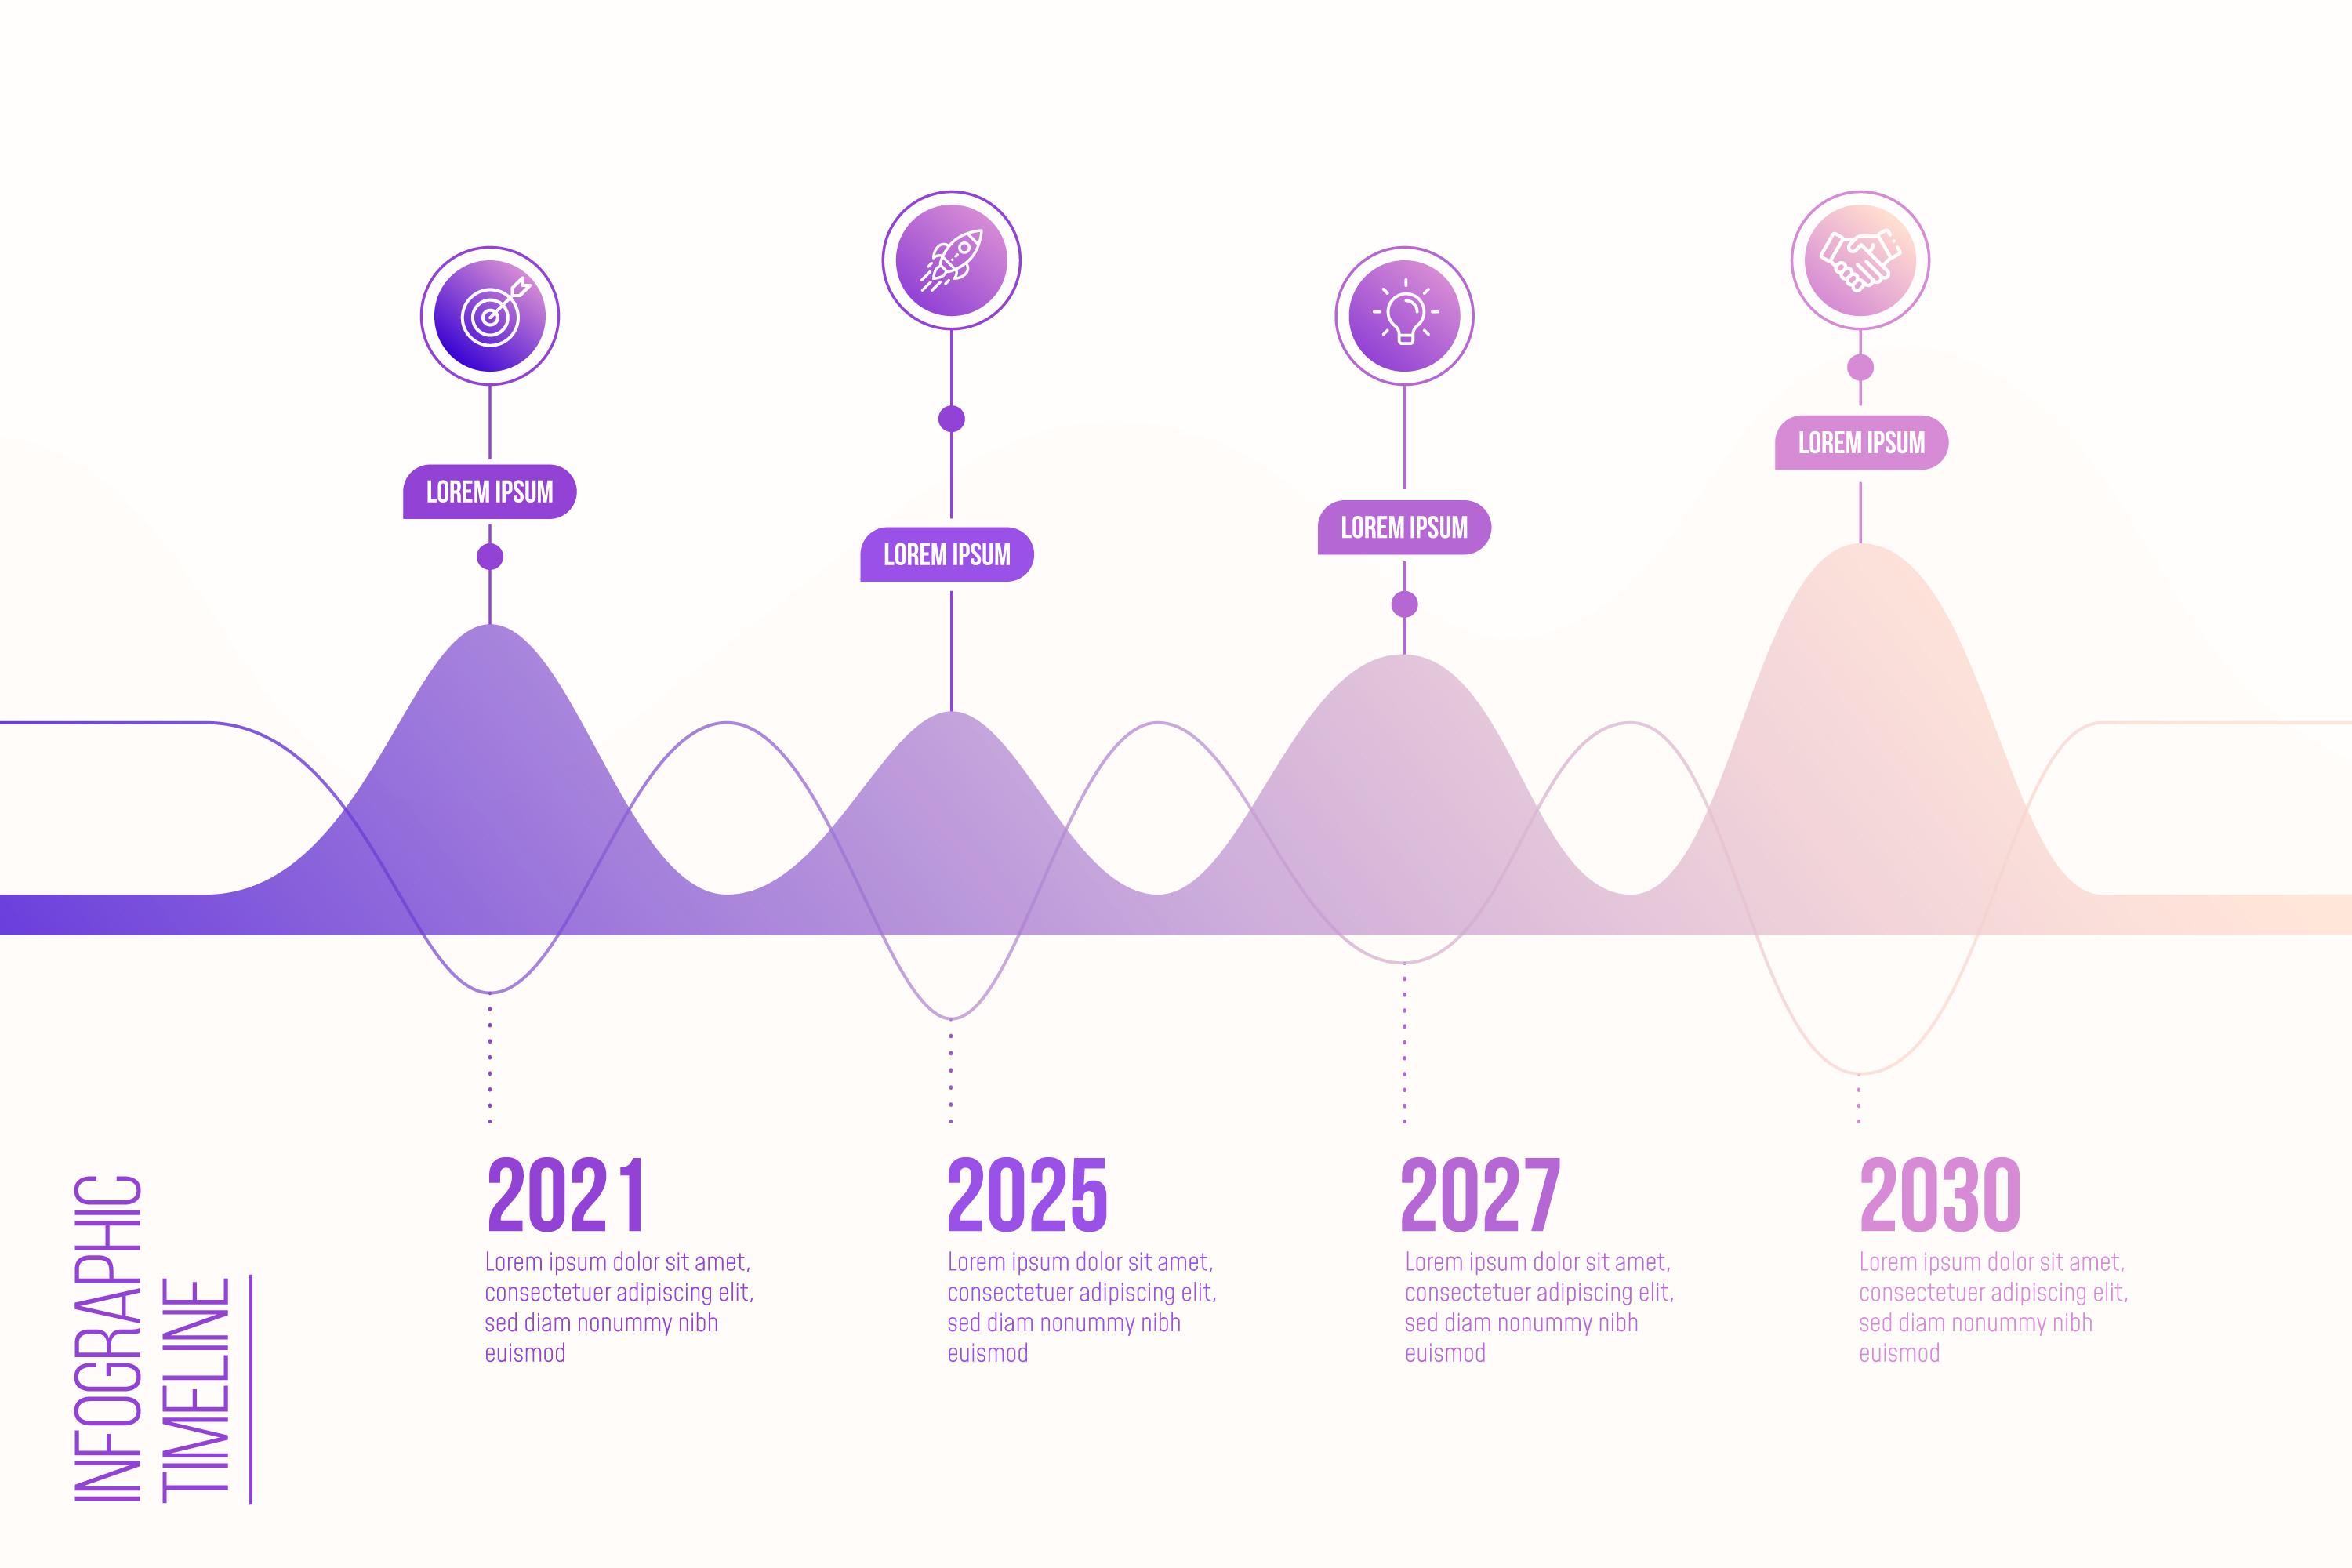 LOREM IPSUM
LOREM IPSUM
LOREM IPSUM
LOREM IPSUM
INFOGRAPHIC
TIMELINE
2021
Lorem ipsum dolor sit amet,
consectetuer adipiscing elit,
sed diam nonummy nibh
euismod
2025
Lorem ipsum dolor sit amet,
consectetuer adipiscing elit,
sed diam nonummy nibh
euismod
2027
Lorem ipsum dolor sit amet,
consectetuer adipiscing elit,
sed diam nonummy nibh
euismod
2030
Lorem ipsum dolor sit amet,
consectetuer adipiscing elit,
sed diam nonummy nibh
euismod